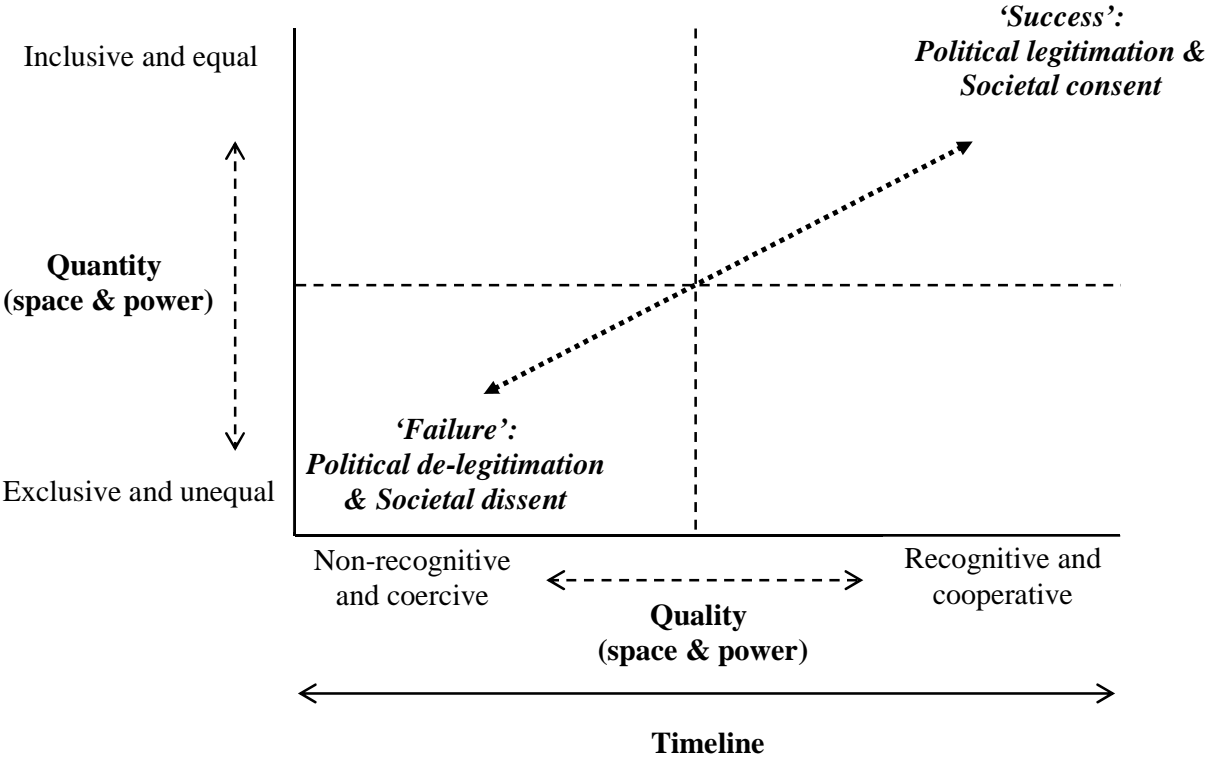 ‘Success’:
Political legitimation &
Societal consent
Inclusive and equal
Quantity
(space & power)
‘Failure’:
Political de-legitimation
& Societal dissent
Exclusive and unequal
Non-recognitive
and coercive
Recognitive and
cooperative
Quality
(space & power)
Timeline